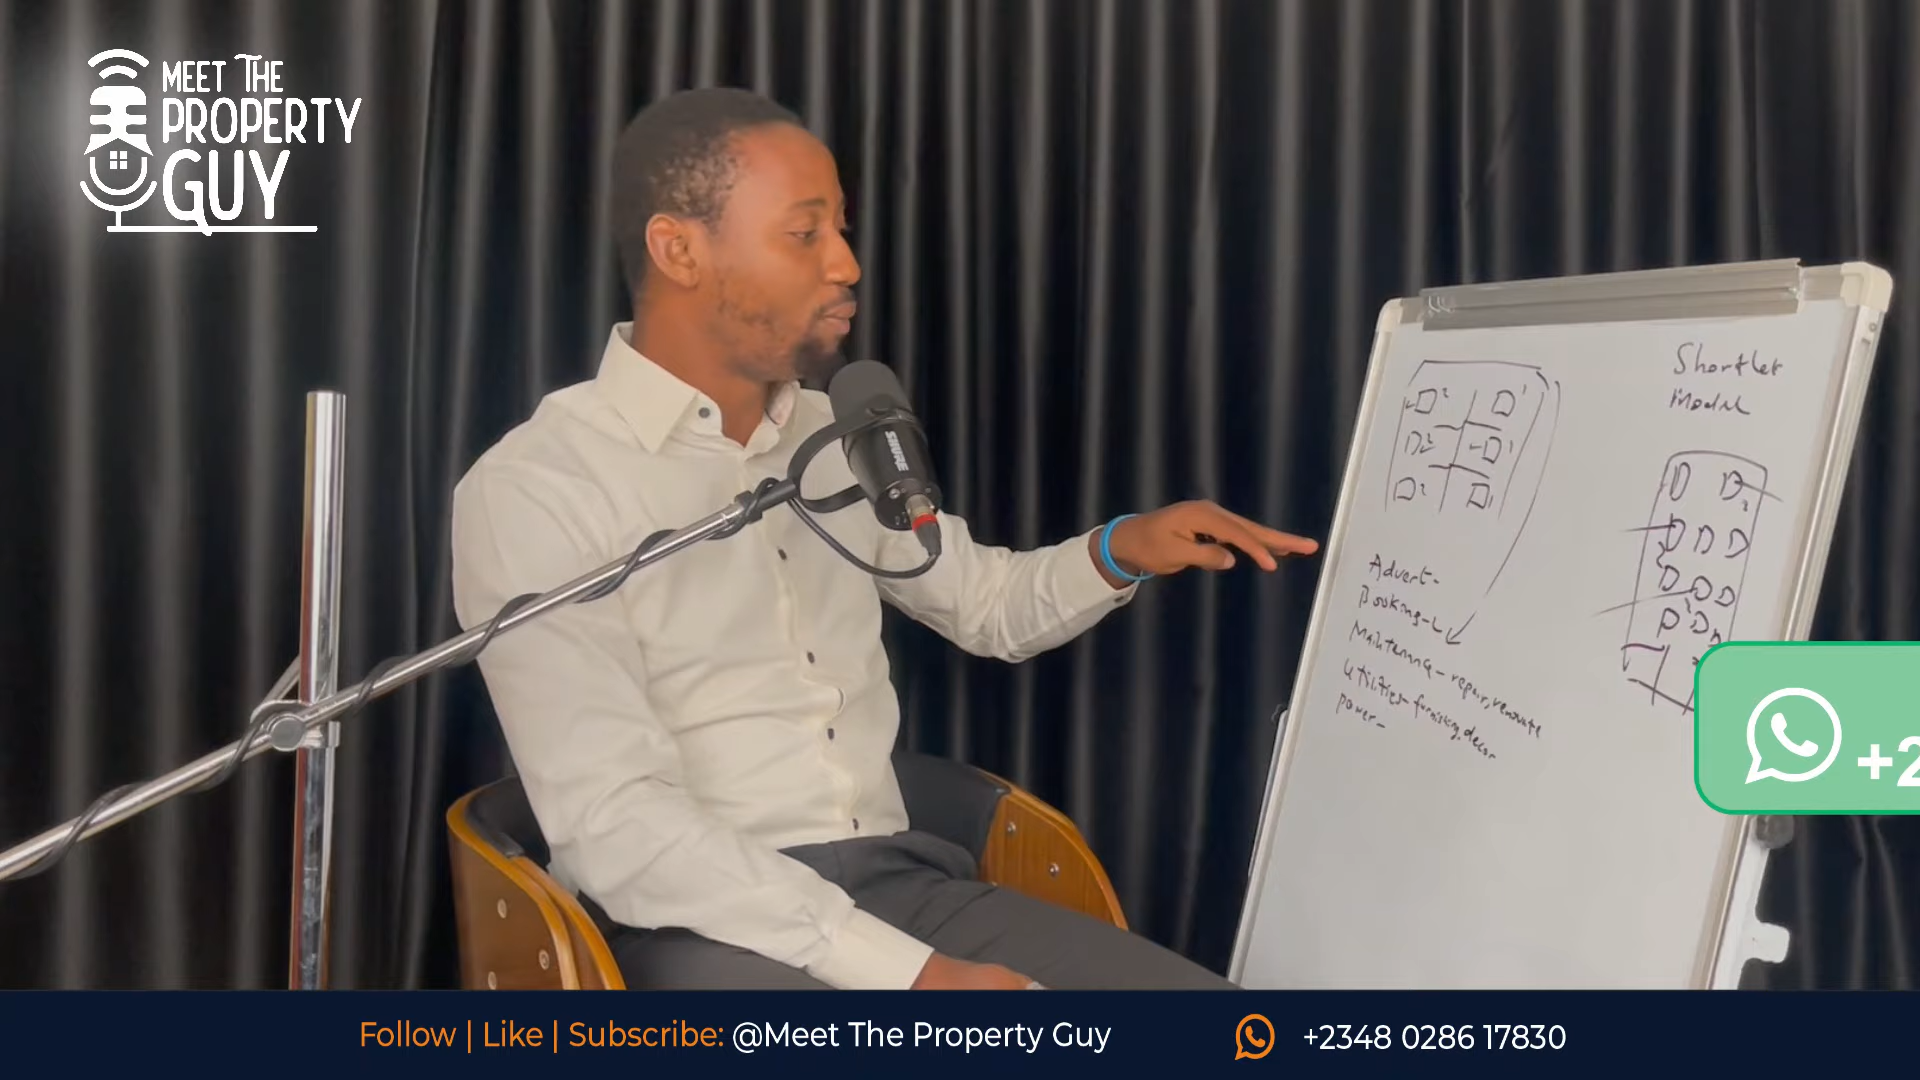 MEET THE
PROPERTY
GUY
SHURE
Shortlet
Model
Advert-
Booking-
Maintenance - repair, renovate
Utilities - furnishing, decor
power-
+2
Follow | Like | Subscribe: @Meet The Property Guy
+2348 0286 17830